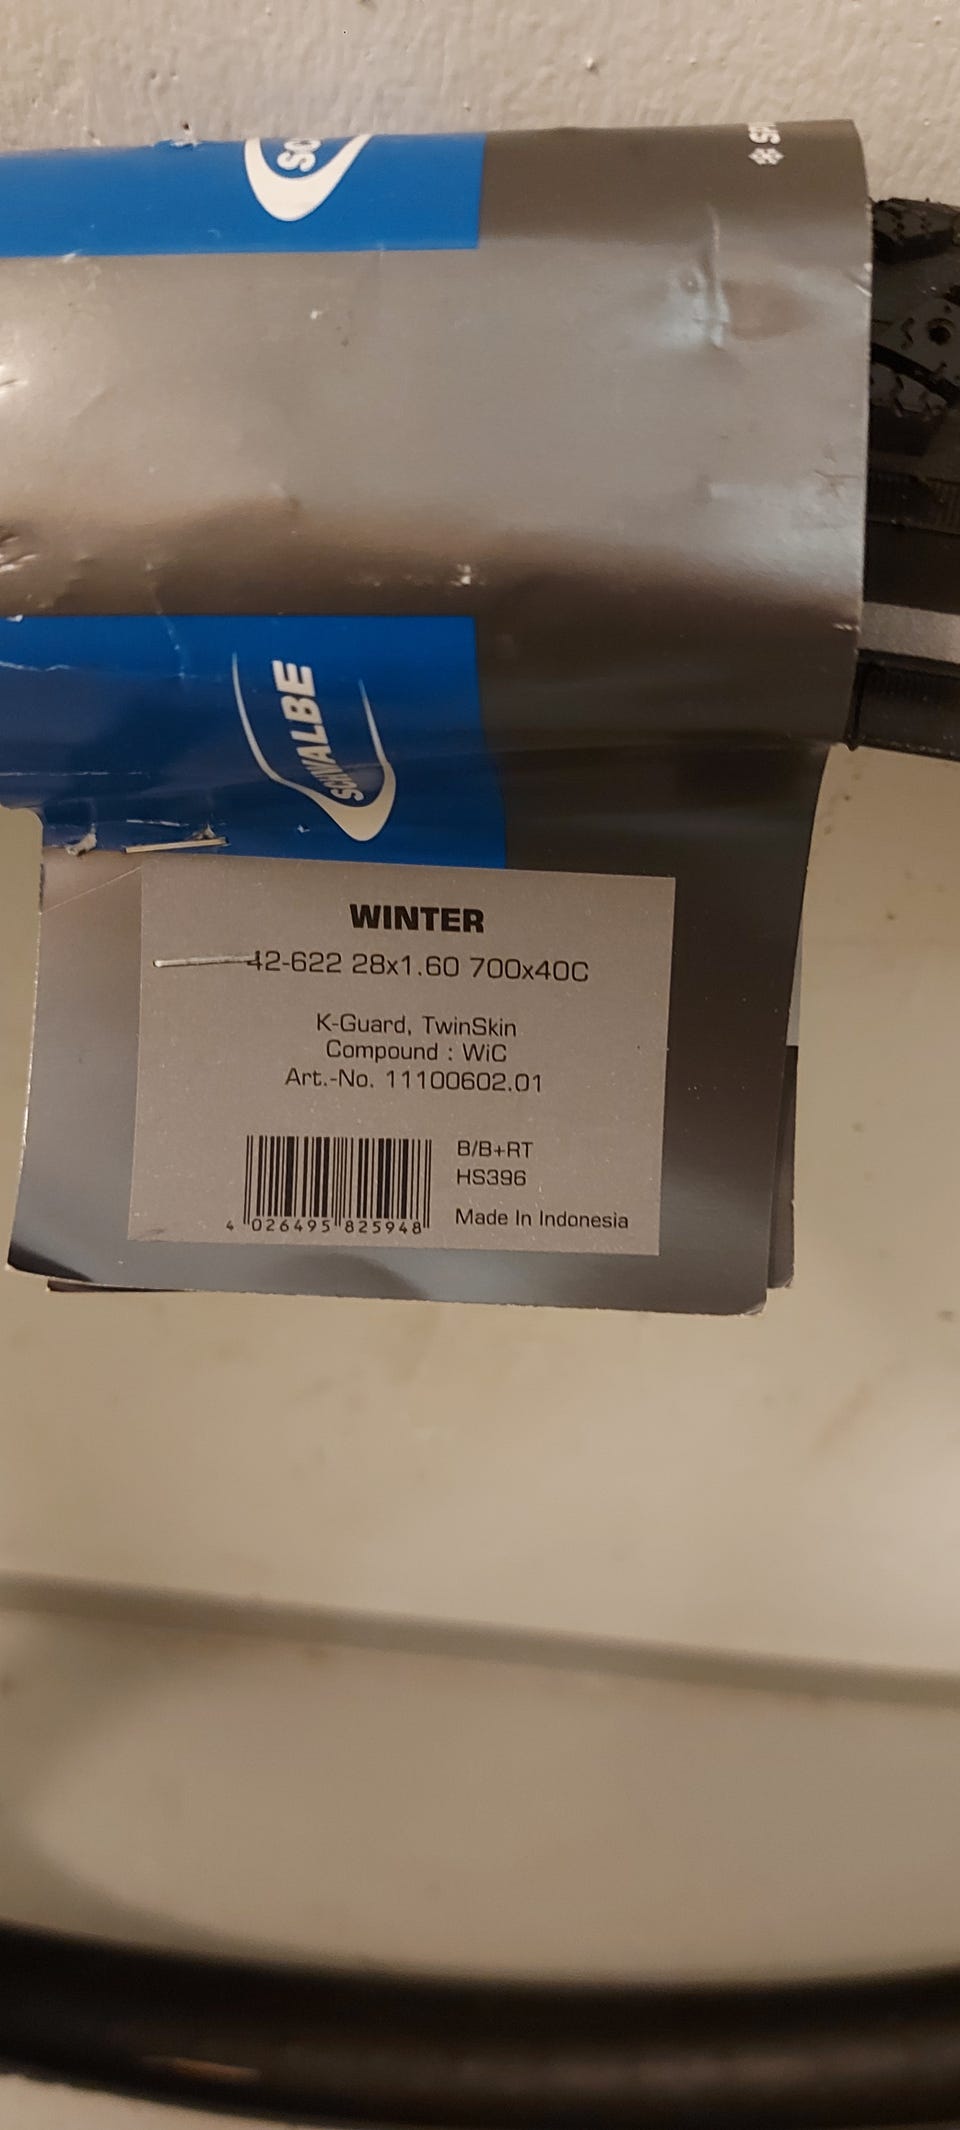 SCHWALBE
WINTER
42-622 28x1.60 700x40C
K-Guard, TwinSkin
Compound : WiC
Art.-No. 11100602.01
B/B+RT
HS396
Made In Indonesia
4 026495 825948